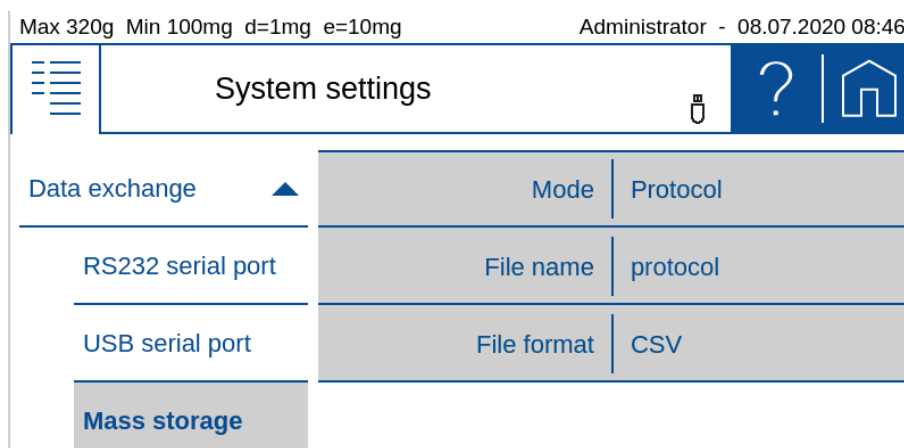 Max 320g Min 100mg d=1mg e=10mg Administrator - 08.07.2020 08:46
System settings
?
Data exchange
Mode Protocol
RS232 serial port
File name protocol
USB serial port
File format CSV
Mass storage